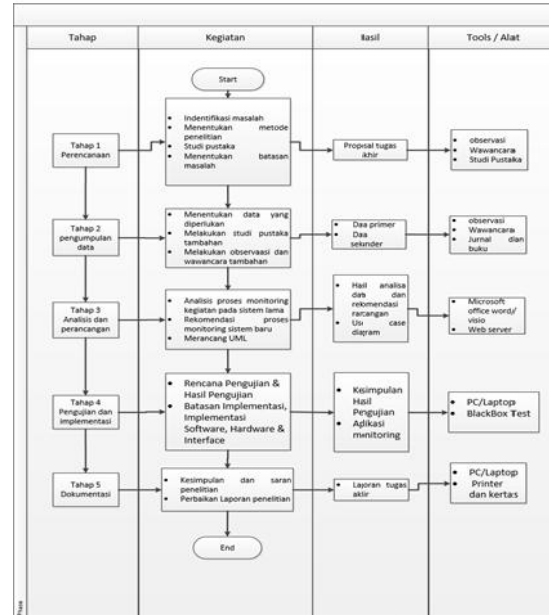 Tahap
Kegiatan
Hasil
Tools / Alat
Start
Tahap 1
Perencanaan
• Indentifikasi masalah
• Menentukan metode
penelitian
• Studi pustaka
• Menentukan batasan
masalah
Proposal tugas
akhir
• observasi
• Wawancara
• Studi Pustaka
Tahap 2
pengumpulan
data
• Menentukan data yang
diperlukan
• Melakukan studi pustaka
tambahan
• Melakukan observaasi dan
wawancara tambahan
• Daa primer
• Daa
sekunder
• observasi
• Wawancara
• Jurnal dan
buku
Tahap 3
Analisis dan
perancangan
• Analisis proses monitoring
kegiatan pada sistem lama
• Rekomendasi proses
monitoring sistem baru
• Merancang UML
• Hasil analisa
data dan
rekomendasi
rancangan
• Use case
diagram
• Microsoft
office word/
visio
• Web server
Tahap 4
Pengujian dan
Implementasi
• Rencana Pengujian &
Hasil Pengujian
• Batasan Implementasi,
Implementasi
Software, Hardware &
Interface
• Kesimpulan
Hasil
Pengujian
• Aplikasi
monitoring
• PC/Laptop
• BlackBox Test
Tahap 5
Dokumentasi
• Kesimpulan dan saran
penelitian
• Perbaikan Laporan penelitian
• Laporan tugas
akhir
• PC/Laptop
• Printer
dan kertas
End
Phase